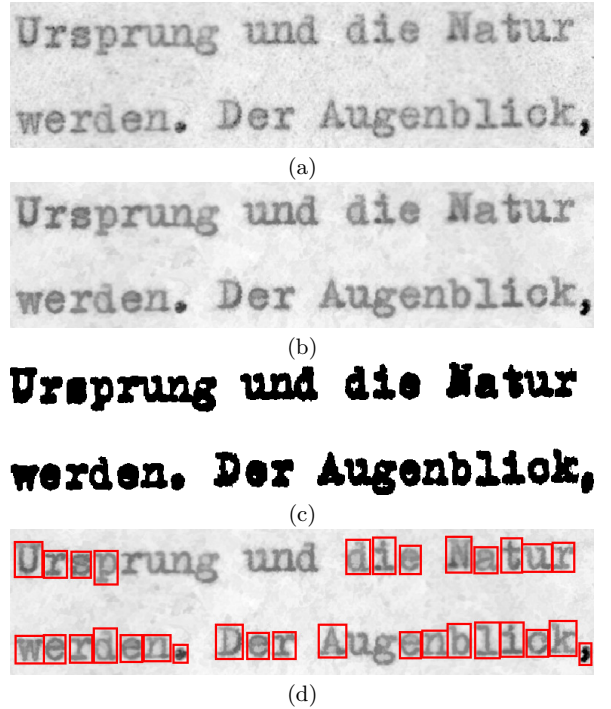 Ursprung und die Natur
werden. Der Augenblick,
(a)
Ursprung und die Natur
werden. Der Augenblick,
(b)
Ursprung und die Natur
werden. Der Augenblick,
(c)
Ursprung und die Natur
werden. Der Augenblick,
(d)